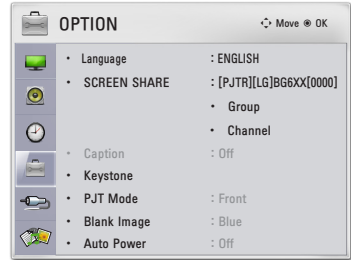 OPTION
Move OK
• Language : ENGLISH
• SCREEN SHARE : [PJTR][LG]BG6XX[0000]
• Group
• Channel
• Caption : Off
• Keystone
• PJT Mode : Front
• Blank Image : Blue
• Auto Power : Off